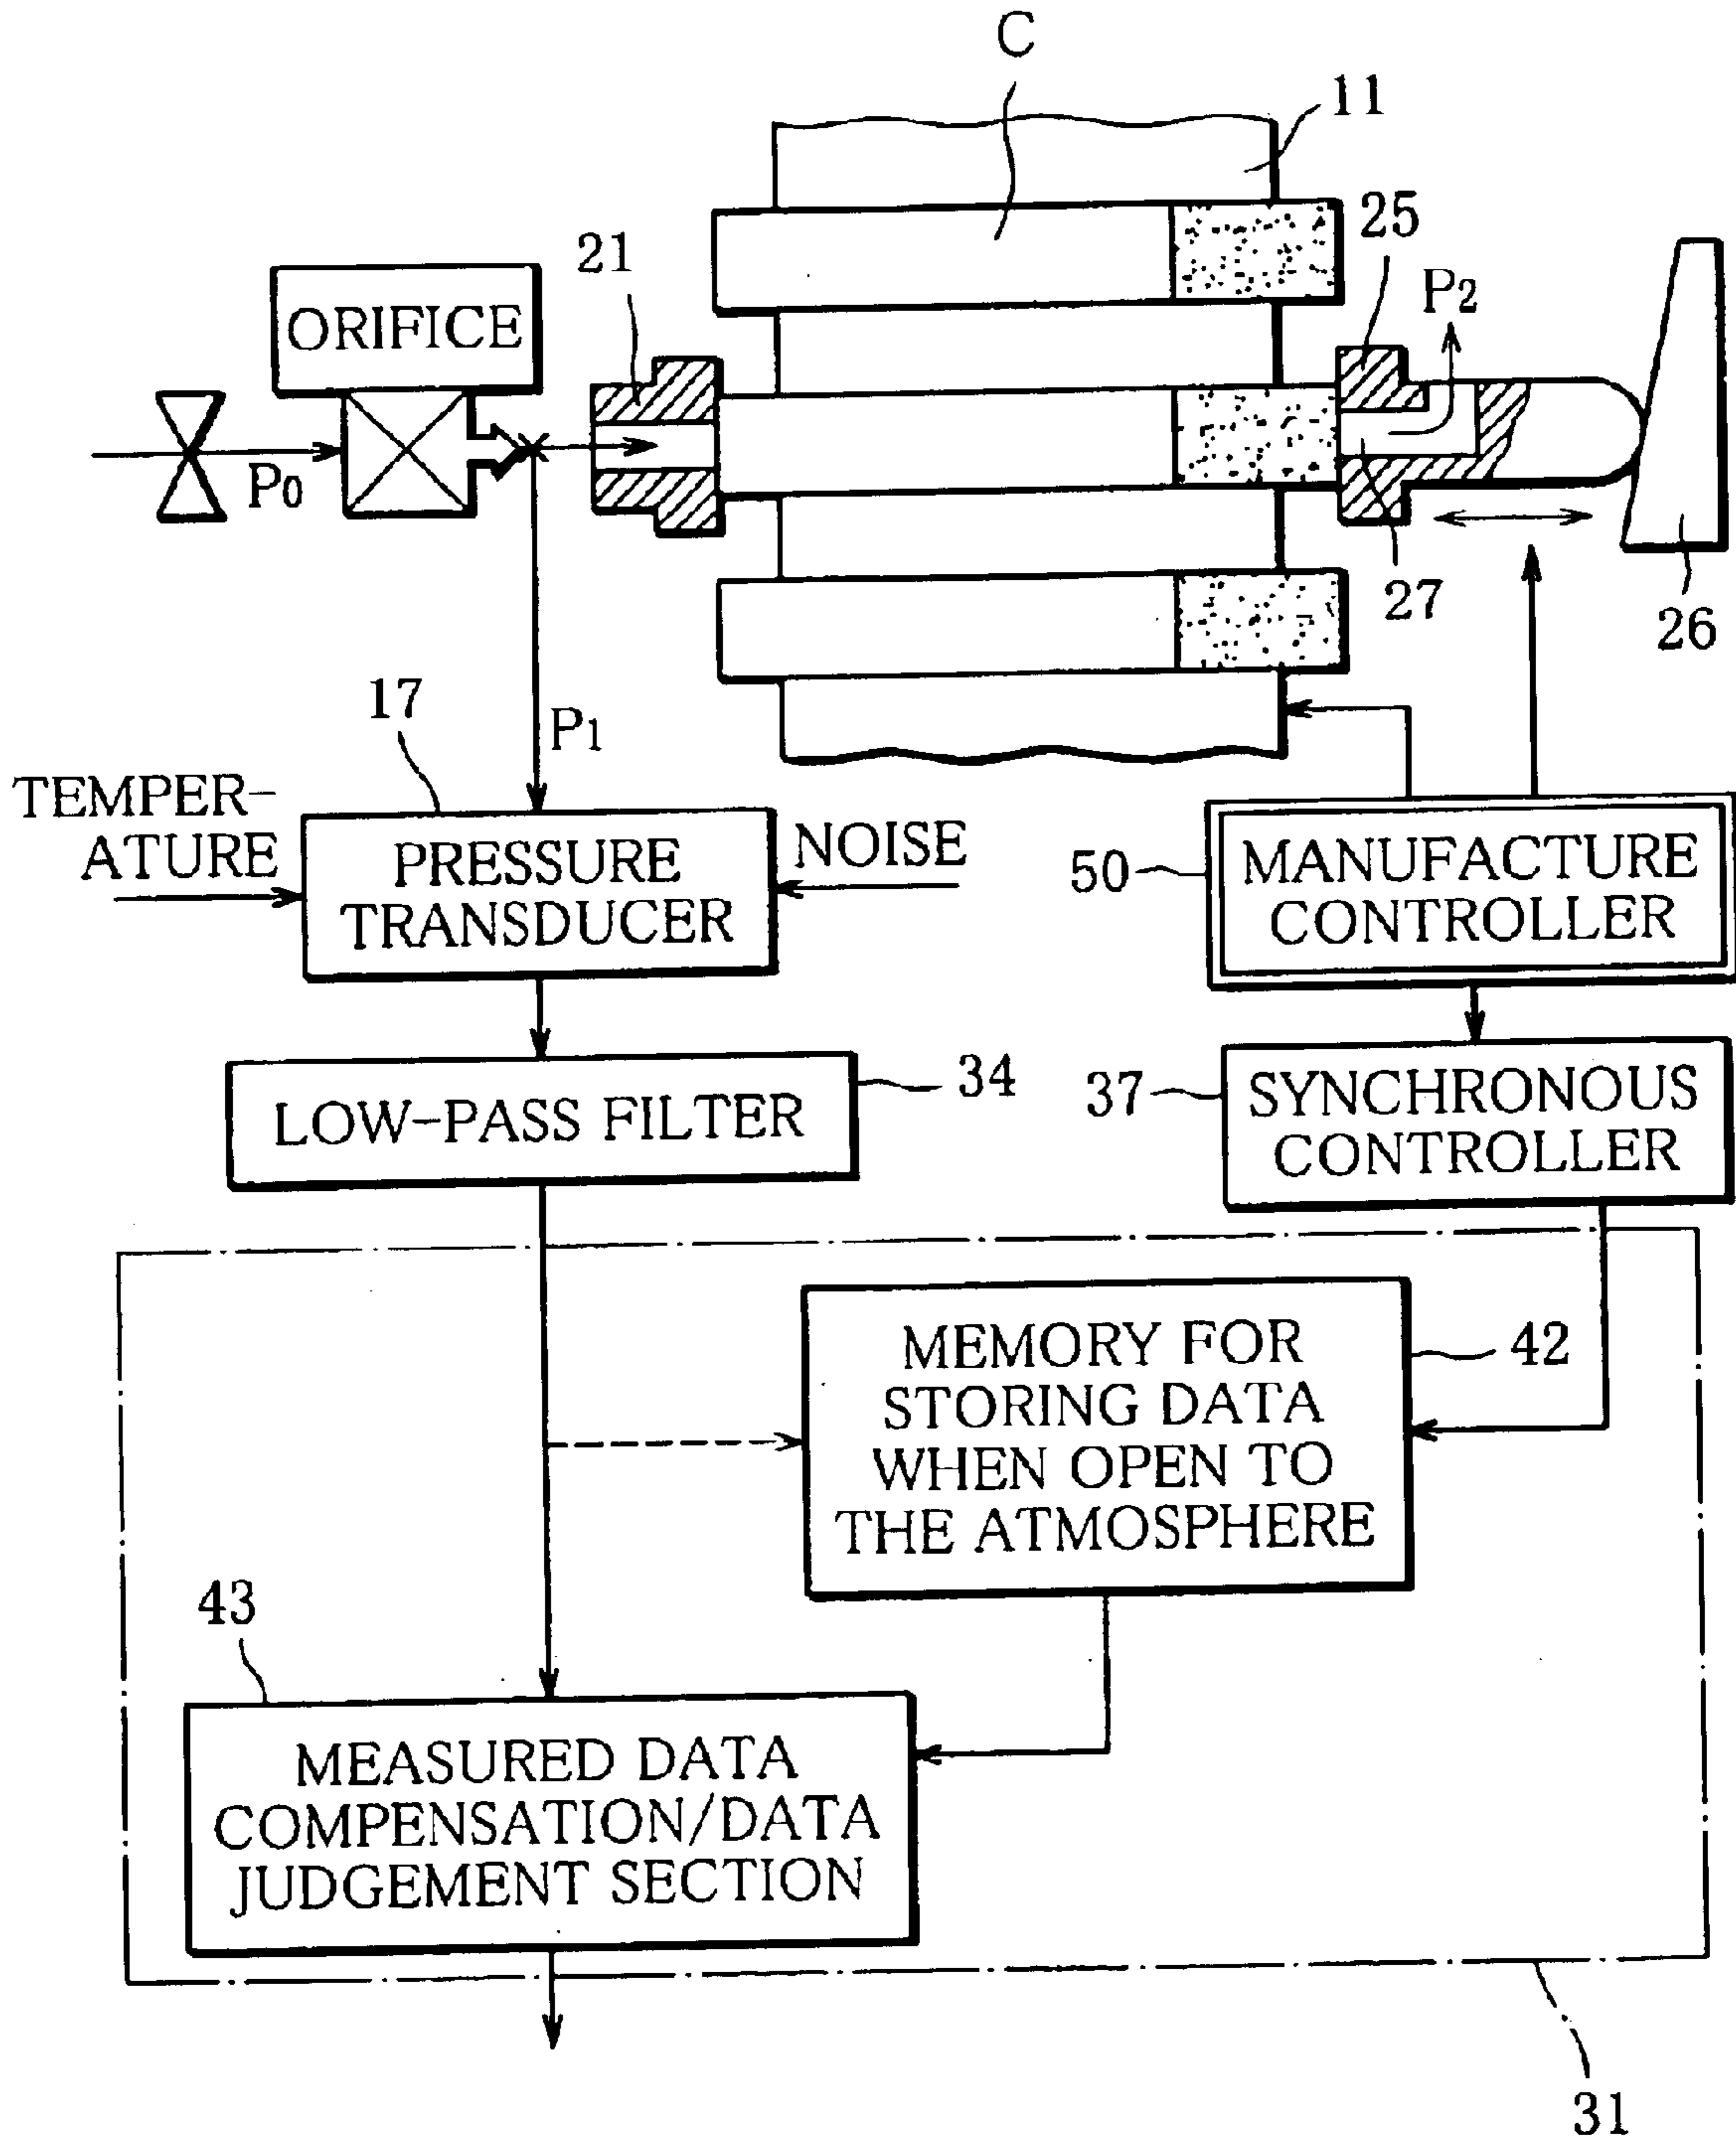 C
11
25
21
P2
ORIFICE
P0
27
26
17
P1
TEMPER-
ATURE
PRESSURE
TRANSDUCER
NOISE
50
MANUFACTURE
CONTROLLER
LOW-PASS FILTER
34
37
SYNCHRONOUS
CONTROLLER
MEMORY FOR
STORING DATA
WHEN OPEN TO
THE ATMOSPHERE
42
43
MEASURED DATA
COMPENSATION/DATA
JUDGEMENT SECTION
31